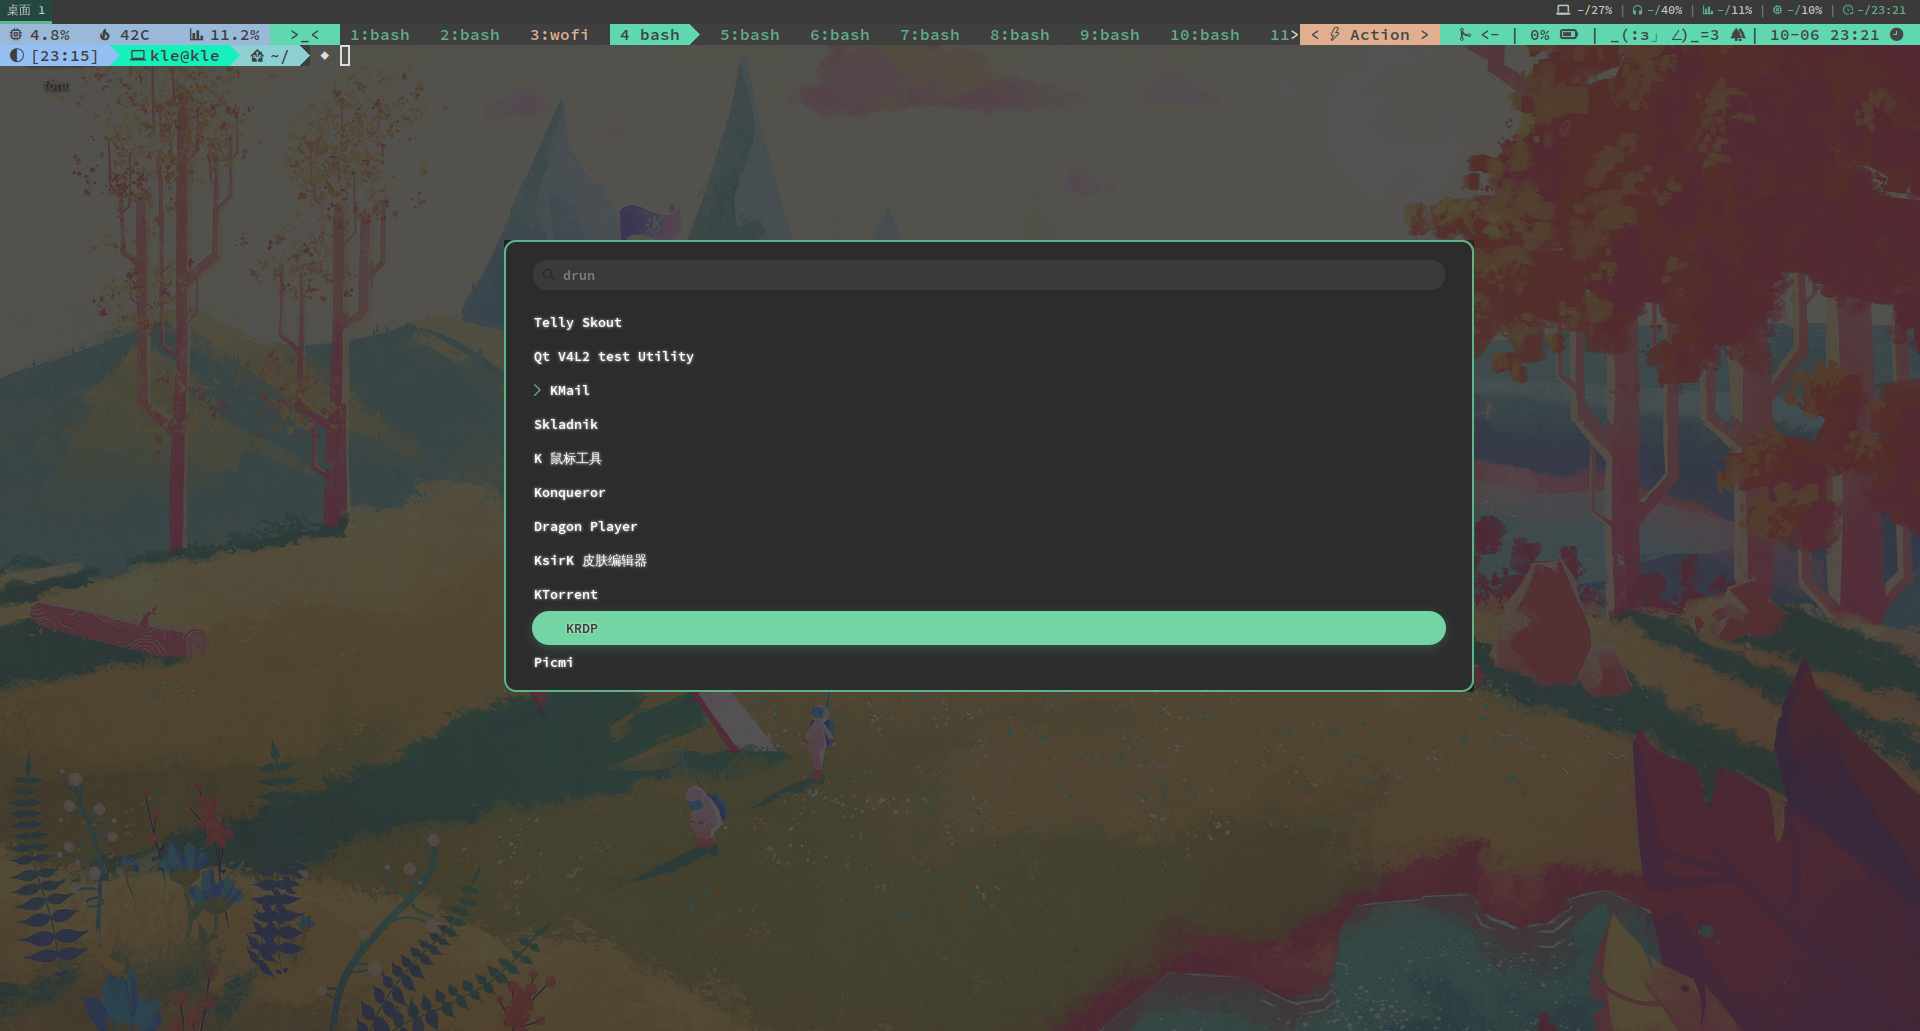 桌面 1
~/27% | ~/40% | ~/11% | ~/10% | ~/23:21
4.8% 42C 11.2% >_< 1:bash 2:bash 3:wofi 4 bash 5:bash 6:bash 7:bash 8:bash 9:bash 10:bash 11> < Action > <- | 0% | _(:з」∠)_=3 | 10-06 23:21
[23:15] kle@kle ~/
font
drun
Telly Skout
Qt V4L2 test Utility
KMail
Skladnik
K 鼠标工具
Konqueror
Dragon Player
KsirK 皮肤编辑器
KTorrent
KRDP
Picmi